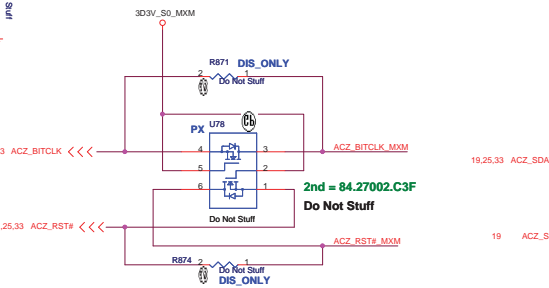 Stuff
3D3V_S0_MXM
R871 DIS_ONLY
2 1
Do Not Stuff
PX U78
4 3
3 ACZ_BITCLK
ACZ_BITCLK_MXM
19,25,33 ACZ_SDA
5 2
6 1
2nd = 84.27002.C3F
Do Not Stuff
Do Not Stuff
,25,33 ACZ_RST#
ACZ_RST#_MXM
19 ACZ_S
R874 2 1
Do Not Stuff
DIS_ONLY